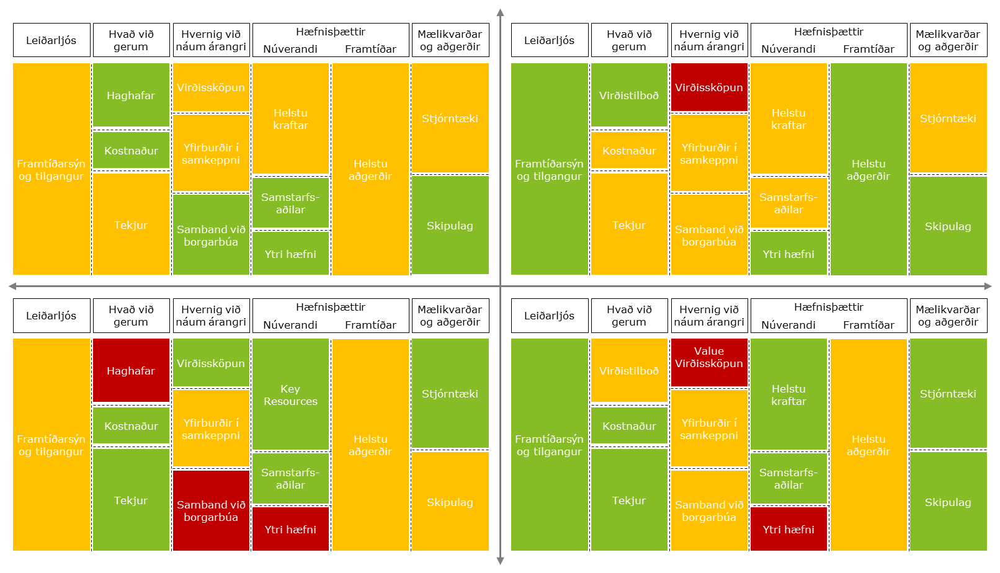 Leiðarljós
Hvað við
gerum
Hvernig við
náum árangri
Hæfnisþættir
Núverandi
Framtíðar
Mælikvarðar
og aðgerðir
Framtíðarsýn
og tilgangur
Haghafar
Kostnaður
Tekjur
Virðissköpun
Yfirburðir í
samkeppni
Samband við
borgarbúa
Helstu
kraftar
Samstarfs-
aðilar
Ytri hæfni
Helstu
aðgerðir
Stjórntæki
Skipulag
Leiðarljós
Hvað við
gerum
Hvernig við
náum árangri
Hæfnisþættir
Núverandi
Framtíðar
Mælikvarðar
og aðgerðir
Framtíðarsýn
og tilgangur
Virðistilboð
Kostnaður
Tekjur
Virðissköpun
Yfirburðir í
samkeppni
Samband við
borgarbúa
Helstu
kraftar
Samstarfs-
aðilar
Ytri hæfni
Helstu
aðgerðir
Stjórntæki
Skipulag
Leiðarljós
Hvað við
gerum
Hvernig við
náum árangri
Hæfnisþættir
Núverandi
Framtíðar
Mælikvarðar
og aðgerðir
Framtíðarsýn
og tilgangur
Haghafar
Kostnaður
Tekjur
Virðissköpun
Yfirburðir í
samkeppni
Samband við
borgarbúa
Key
Resources
Samstarfs-
aðilar
Ytri hæfni
Helstu
aðgerðir
Stjórntæki
Skipulag
Leiðarljós
Hvað við
gerum
Hvernig við
náum árangri
Hæfnisþættir
Núverandi
Framtíðar
Mælikvarðar
og aðgerðir
Framtíðarsýn
og tilgangur
Virðistilboð
Kostnaður
Tekjur
Value
Virðissköpun
Yfirburðir í
samkeppni
Samband við
borgarbúa
Helstu
kraftar
Samstarfs-
aðilar
Ytri hæfni
Helstu
aðgerðir
Stjórntæki
Skipulag